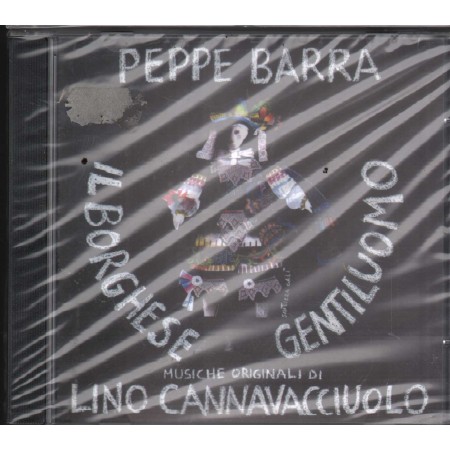 PEPPE BARRA
IL BORGHESE
GENTILUOMO
MUSICHE ORIGINALI DI
LINO CANNAVACCIUOLO